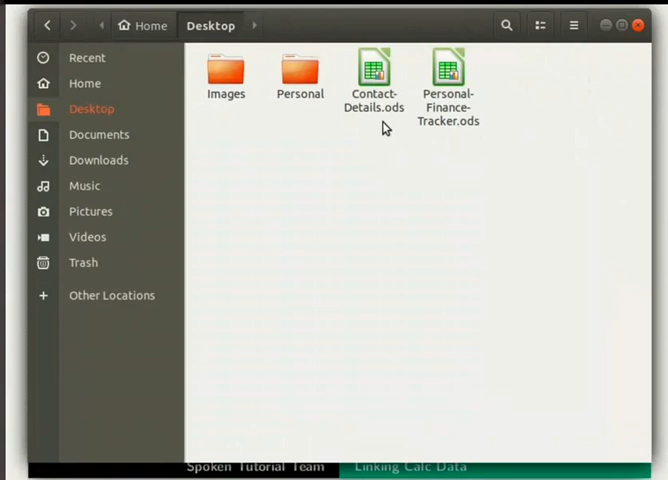 Home
Desktop
Recent
Home
Desktop
Documents
Downloads
Music
Pictures
Videos
Trash
Other Locations
Images
Personal
Contact-
Details.ods
Personal-
Finance-
Tracker.ods
Spoken Tutorial Team
Linking Calc Data